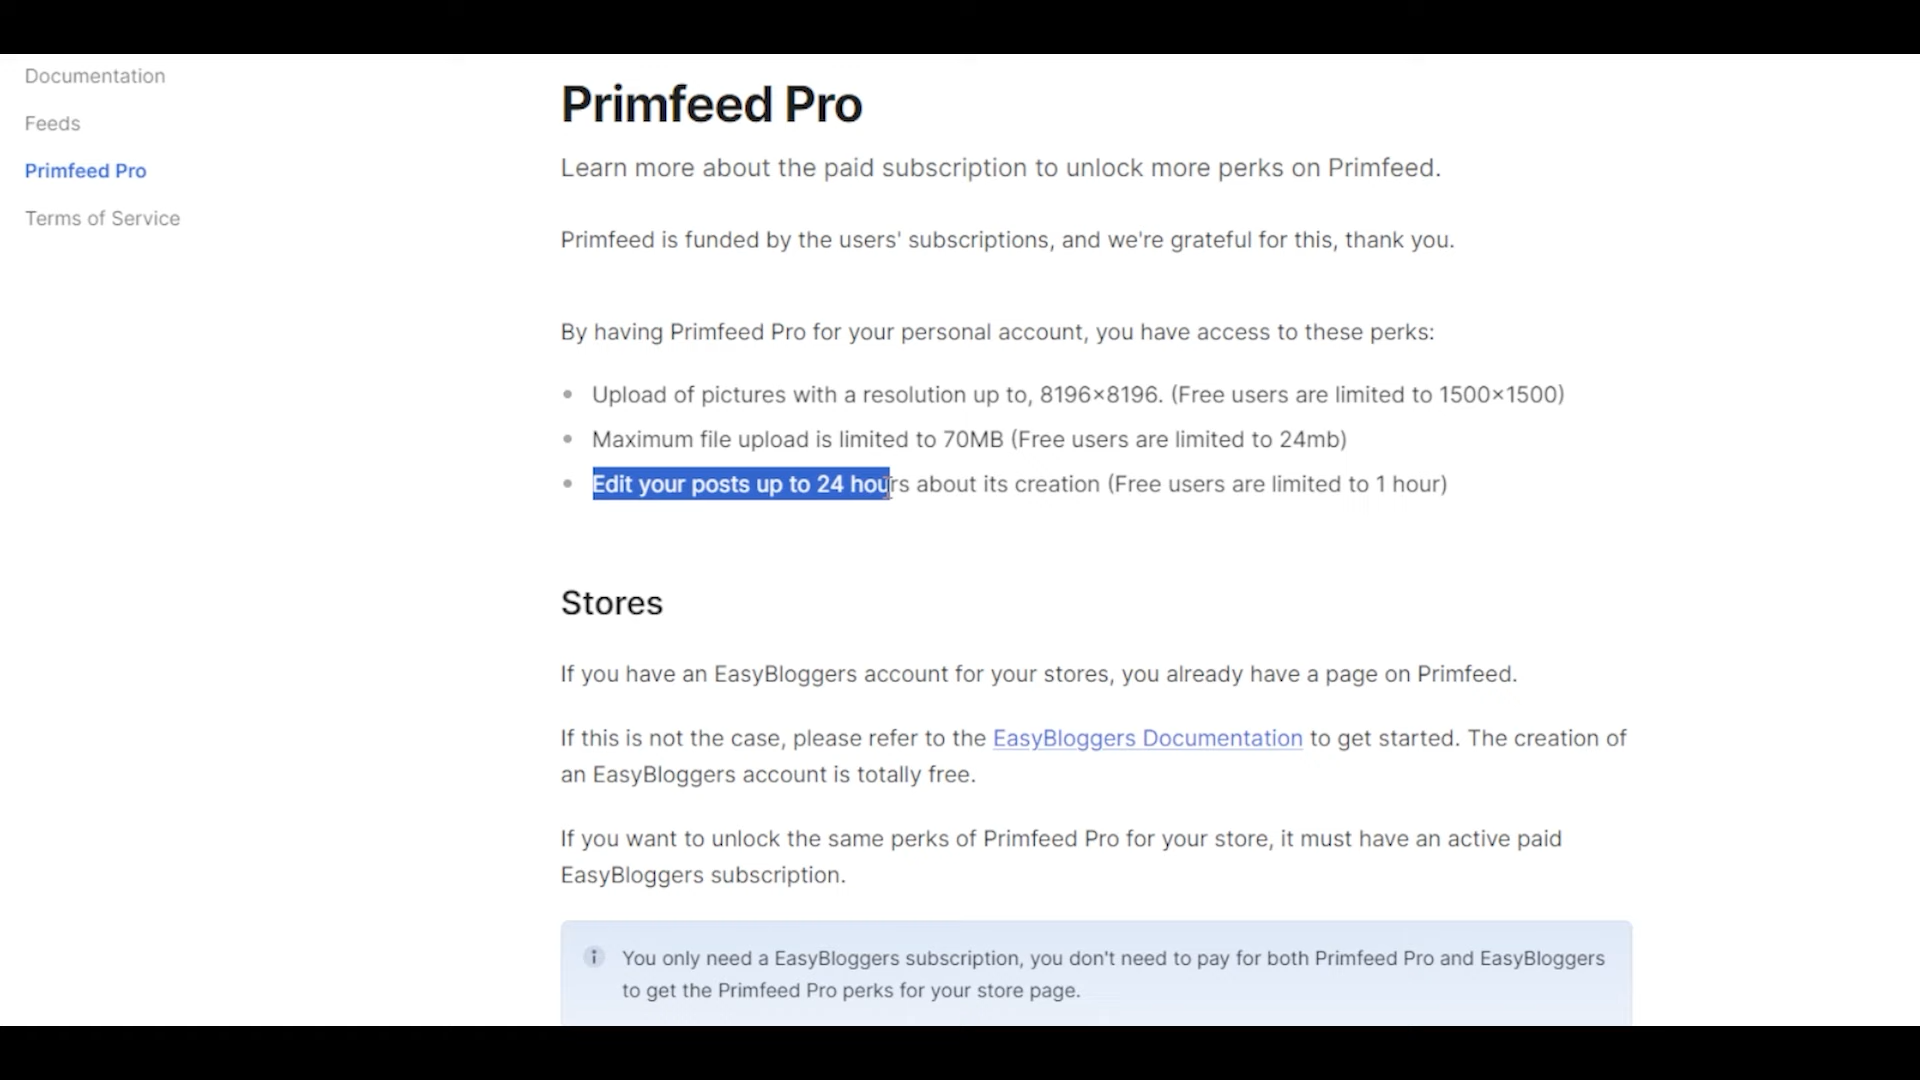 Documentation
Feeds
Primfeed Pro
Terms of Service
Primfeed Pro
Learn more about the paid subscription to unlock more perks on Primfeed.
Primfeed is funded by the users' subscriptions, and we're grateful for this, thank you.
By having Primfeed Pro for your personal account, you have access to these perks:
• Upload of pictures with a resolution up to, 8196×8196. (Free users are limited to 1500×1500)
• Maximum file upload is limited to 70MB (Free users are limited to 24mb)
• Edit your posts up to 24 hours about its creation (Free users are limited to 1 hour)
Stores
If you have an EasyBloggers account for your stores, you already have a page on Primfeed.
If this is not the case, please refer to the EasyBloggers Documentation to get started. The creation of
an EasyBloggers account is totally free.
If you want to unlock the same perks of Primfeed Pro for your store, it must have an active paid
EasyBloggers subscription.
You only need a EasyBloggers subscription, you don't need to pay for both Primfeed Pro and EasyBloggers
to get the Primfeed Pro perks for your store page.